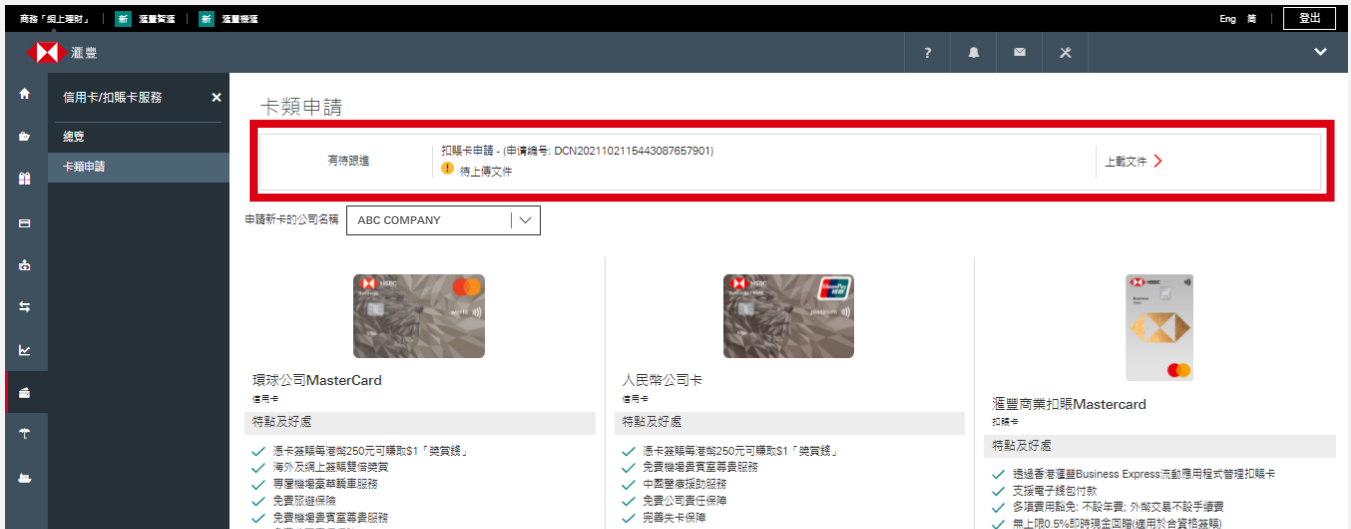 商務「網上理財」 新 滙豐智滙 新 滙豐機滙 Eng 简 登出
滙豐 ?
信用卡/扣賬卡服務
總覽
卡類申請
卡類申請
有待跟進
扣賬卡申請 - (申请编号: DCN2021102115443087657901)
待上傳文件
上載文件
申請新卡的公司名稱 ABC COMPANY
環球公司MasterCard
信用卡
特點及好處
憑卡簽賬每港幣250元可賺取$1「獎賞錢」
海外及網上簽賬雙倍獎賞
專屬機場豪華轎車服務
免費旅遊保險
免費機場貴賓室尊貴服務
人民幣公司卡
信用卡
特點及好處
憑卡簽賬每港幣250元可賺取$1「獎賞錢」
免費機場貴賓室尊貴服務
中國醫療援助服務
免費公司責任保障
完善失卡保障
滙豐商業扣賬Mastercard
扣賬卡
特點及好處
透過香港滙豐Business Express流動應用程式管理扣賬卡
支援電子錢包付款
多項費用豁免: 不設年費; 外幣交易不設手續費
無上限0.5%即時現金回贈(適用於合資格簽賬)